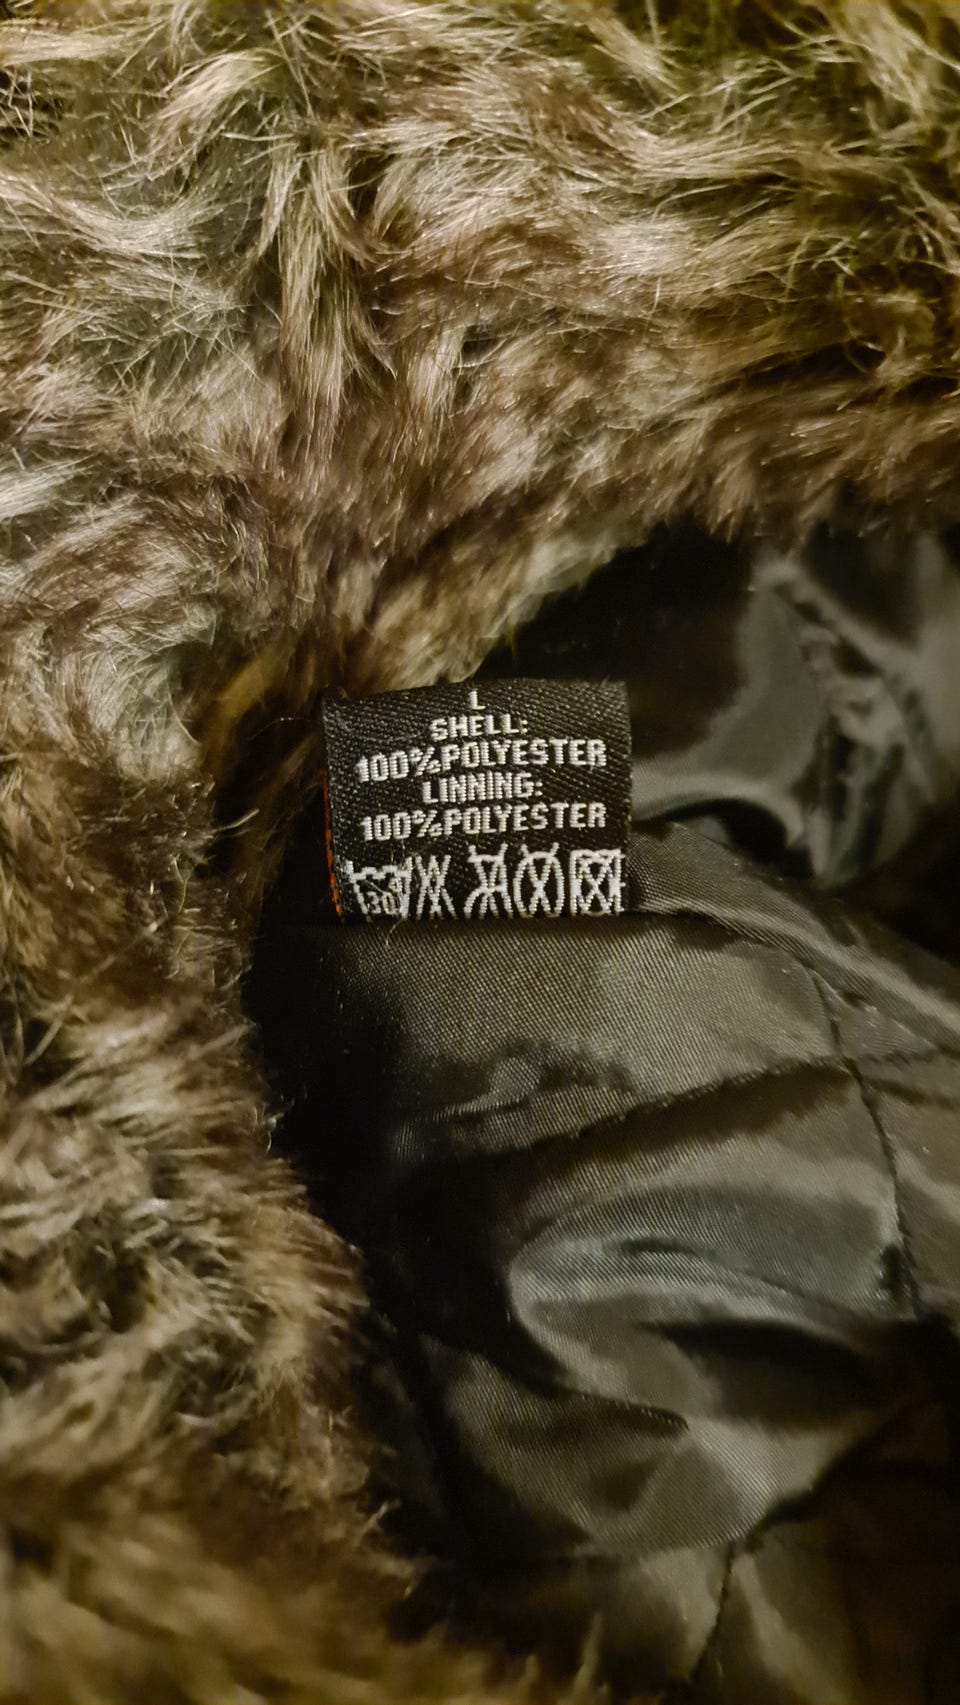 L
SHELL:
100%POLYESTER
LINNING:
100%POLYESTER
30